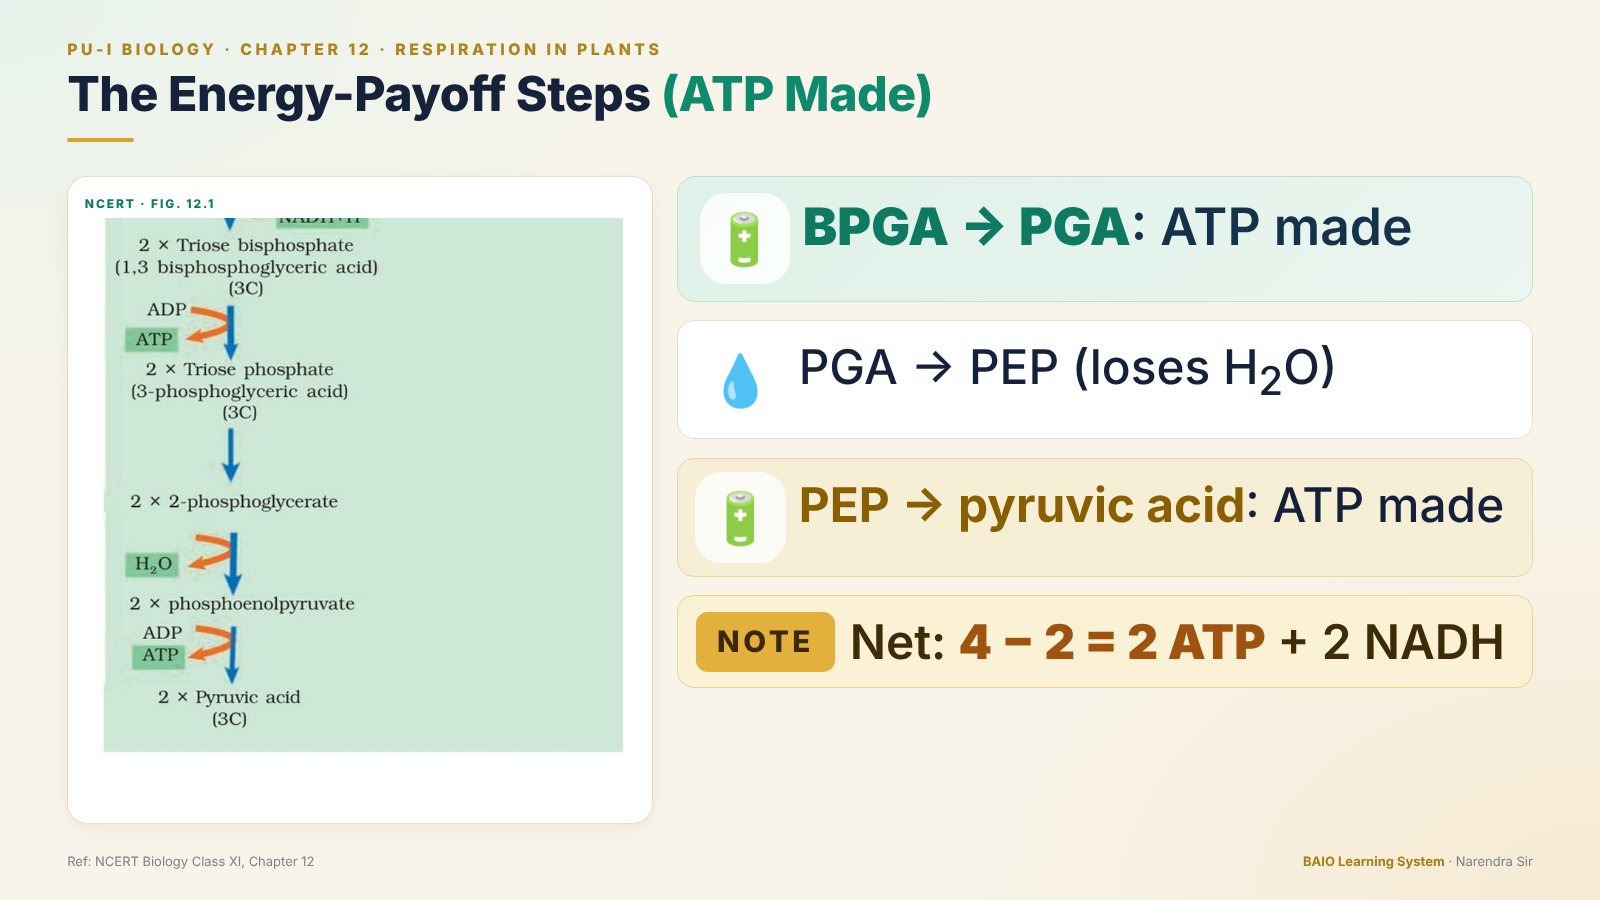 PU-I BIOLOGY · CHAPTER 12 · RESPIRATION IN PLANTS
The Energy-Payoff Steps (ATP Made)
NCERT · FIG. 12.1
2 × Triose bisphosphate
(1,3 bisphosphoglyceric acid)
(3C)
ADP
ATP
2 × Triose phosphate
(3-phosphoglyceric acid)
(3C)
2 × 2-phosphoglycerate
H₂O
2 × phosphoenolpyruvate
ADP
ATP
2 × Pyruvic acid
(3C)
BPGA → PGA: ATP made
PGA → PEP (loses H₂O)
PEP → pyruvic acid: ATP made
NOTE Net: 4 − 2 = 2 ATP + 2 NADH
Ref: NCERT Biology Class XI, Chapter 12
BAIO Learning System · Narendra Sir